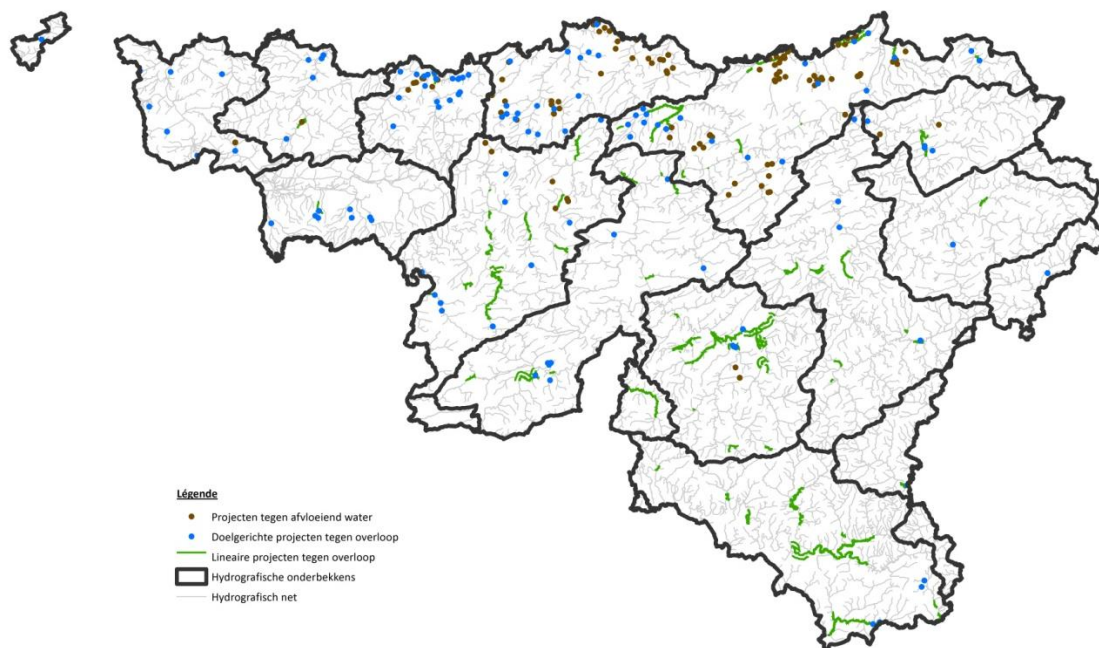 Légende
Projecten tegen afvloeiend water
Doelgerichte projecten tegen overloop
Lineaire projecten tegen overloop
Hydrografische onderbekkens
Hydrografisch net